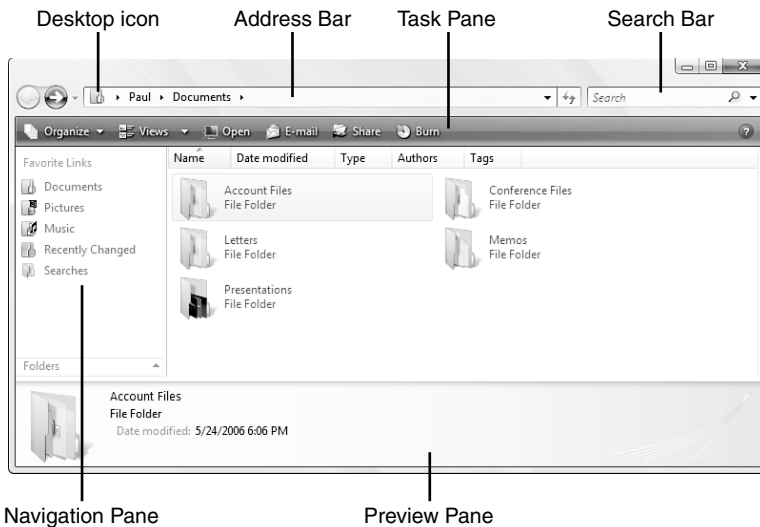 Desktop icon Address Bar Task Pane Search Bar
Paul Documents Search
Organize Views Open E-mail Share Burn ?
Favorite Links
Documents
Pictures
Music
Recently Changed
Searches
Folders
Name Date modified Type Authors Tags
Account Files
File Folder
Conference Files
File Folder
Letters
File Folder
Memos
File Folder
Presentations
File Folder
Account Files
File Folder
Date modified: 5/24/2006 6:06 PM
Navigation Pane Preview Pane